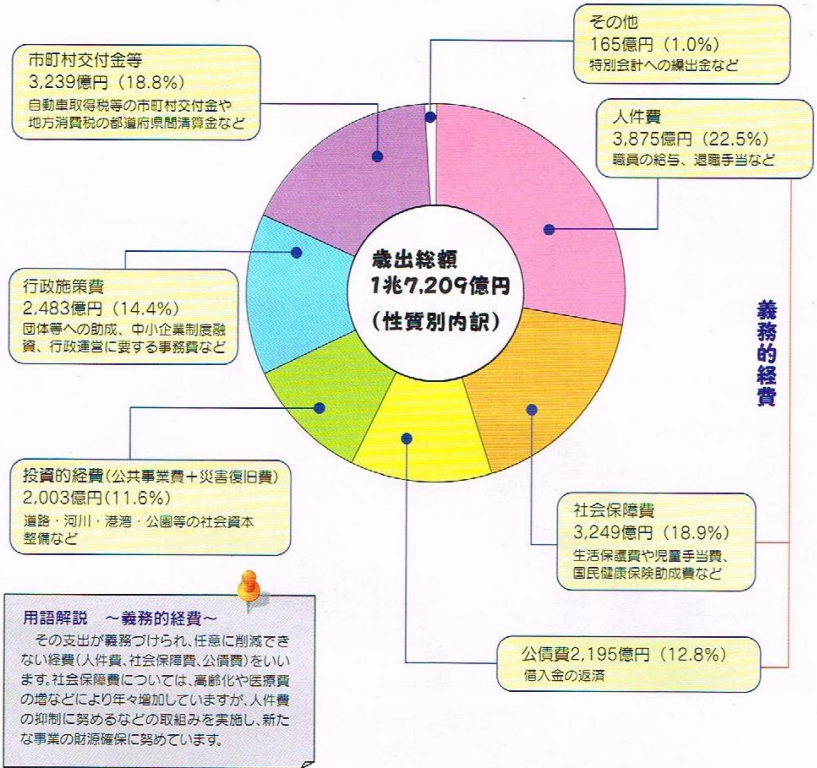 その他
165億円（1.0%）
特別会計への繰出金など
市町村交付金等
3,239億円（18.8%）
自動車取得税等の市町村交付金や
地方消費税の都道府県間清算金など
人件費
3,875億円（22.5%）
職員の給与、退職手当など
歳出総額
1兆7,209億円
（性質別内訳）
行政施策費
2,483億円（14.4%）
団体等への助成、中小企業制度融
資、行政運営に要する事務費など
義務的経費
投資的経費（公共事業費＋災害復旧費）
2,003億円（11.6%）
道路・河川・港湾・公園等の社会資本
整備など
社会保障費
3,249億円（18.9%）
生活保護費や児童手当費、
国民健康保険助成費など
公債費2,195億円（12.8%）
借入金の返済
用語解説　～義務的経費～
その支出が義務づけられ、任意に削減でき
ない経費（人件費、社会保障費、公債費）をいい
ます。社会保障費については、高齢化や医療費
の増などにより年々増加していますが、人件費
の抑制に努めるなどの取組みを実施し、新た
な事業の財源確保に努めています。